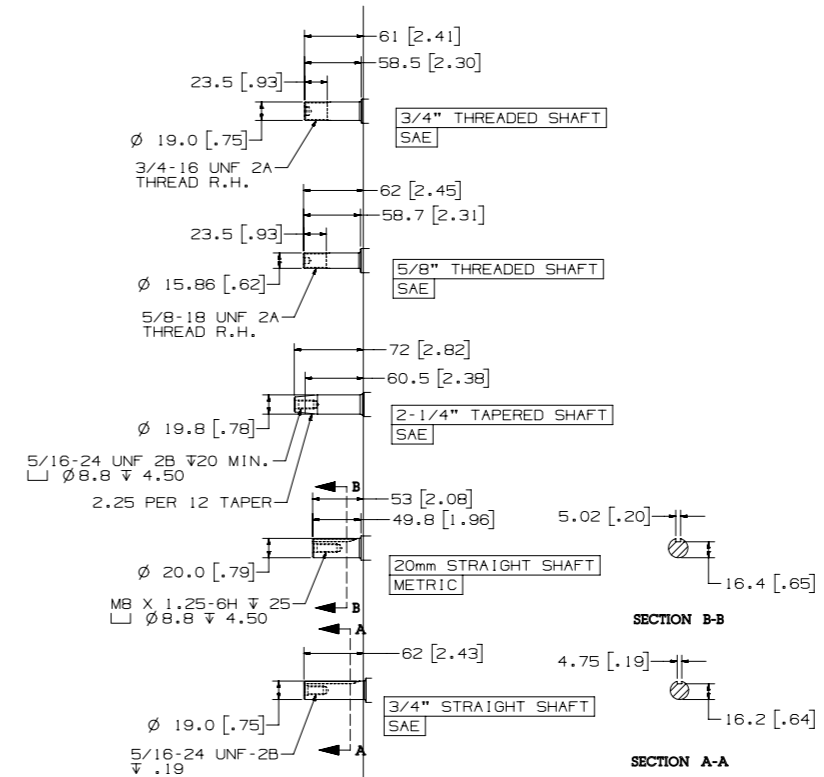 61 [2.41]
58.5 [2.30]
23.5 [.93]
Ø 19.0 [.75]
3/4-16 UNF 2A
THREAD R.H.
3/4" THREADED SHAFT
SAE
62 [2.45]
58.7 [2.31]
23.5 [.93]
Ø 15.86 [.62]
5/8-18 UNF 2A
THREAD R.H.
5/8" THREADED SHAFT
SAE
72 [2.82]
60.5 [2.38]
Ø 19.8 [.78]
5/16-24 UNF 2B ↧20 MIN.
⌴ Ø8.8 ↧ 4.50
2.25 PER 12 TAPER
2-1/4" TAPERED SHAFT
SAE
B
53 [2.08]
49.8 [1.96]
Ø 20.0 [.79]
M8 X 1.25-6H ↧ 25
⌴ Ø8.8 ↧ 4.50
B
20mm STRAIGHT SHAFT
METRIC
5.02 [.20]
16.4 [.65]
SECTION B-B
A
62 [2.43]
Ø 19.0 [.75]
5/16-24 UNF-2B
↧ .19
A
3/4" STRAIGHT SHAFT
SAE
4.75 [.19]
16.2 [.64]
SECTION A-A